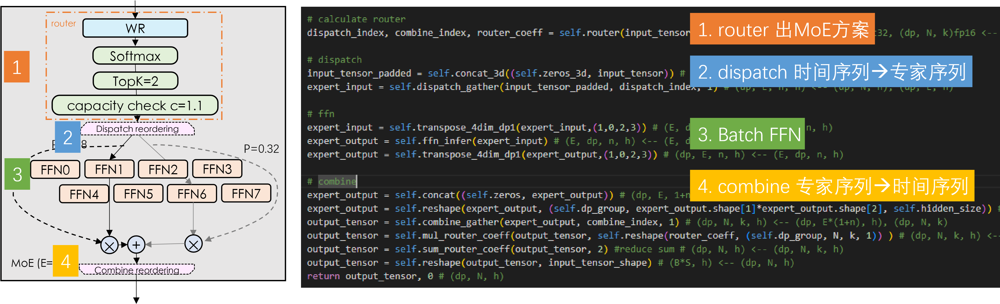 router
WR
Softmax
TopK=2
capacity check c=1.1
1
Dispatch reordering
2
8
P=0.32
3
FFN0
FFN1
FFN2
FFN3
FFN4
FFN5
FFN6
FFN7
×
+
×
MoE (E=
4
Combine reordering
# calculate router
dispatch_index, combine_index, router_coeff = self.router(input_tensor
32, (dp, N, k)fp16 <--
1. router 出MoE方案
# dispatch
input_tensor_padded = self.concat_3d((self.zeros_3d, input_tensor)) #
2. dispatch 时间序列→专家序列
expert_input = self.dispatch_gather(input_tensor_padded, dispatch_index, 1) # (dp, E, n, h) <-- (dp, N, h), (dp, E, n)
# ffn
expert_input = self.transpose_4dim_dp1(expert_input,(1,0,2,3)) # (E, d
n, h)
3. Batch FFN
expert_output = self.ffn_infer(expert_input) # (E, dp, n, h) <-- (E, d
expert_output = self.transpose_4dim_dp1(expert_output,(1,0,2,3)) # (dp, E, n, h) <-- (E, dp, n, h)
# combine
4. combine 专家序列→时间序列
expert_output = self.concat((self.zeros, expert_output)) # (dp, E, 1+n
expert_output = self.reshape(expert_output, (self.dp_group, expert_output.shape[1]*expert_output.shape[2], self.hidden_size)) #
output_tensor = self.combine_gather(expert_output, combine_index, 1) # (dp, N, k, h) <-- (dp, E*(1+n), h), (dp, N, k)
output_tensor = self.mul_router_coeff(output_tensor, self.reshape(router_coeff, (self.dp_group, N, k, 1)) ) # (dp, N, k, h) <--
output_tensor = self.sum_router_coeff(output_tensor, 2) #reduce sum # (dp, N, h) <-- (dp, N, k, h)
output_tensor = self.reshape(output_tensor, input_tensor_shape) # (B*S, h) <-- (dp, N, h)
return output_tensor, 0 # (dp, N, h)